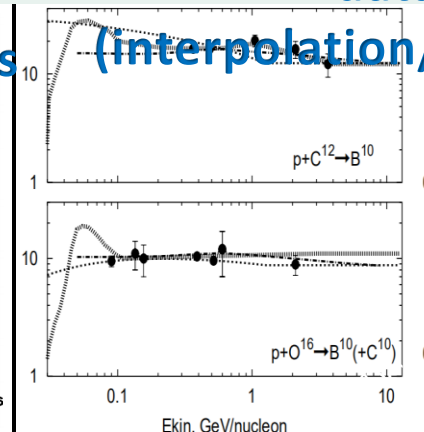 s (interpolation/
10
p+C¹²→B¹⁰
1
10
p+O¹⁶→B¹⁰(+C¹⁰)
1
s
0.1 1 10
Ekin, GeV/nucleon